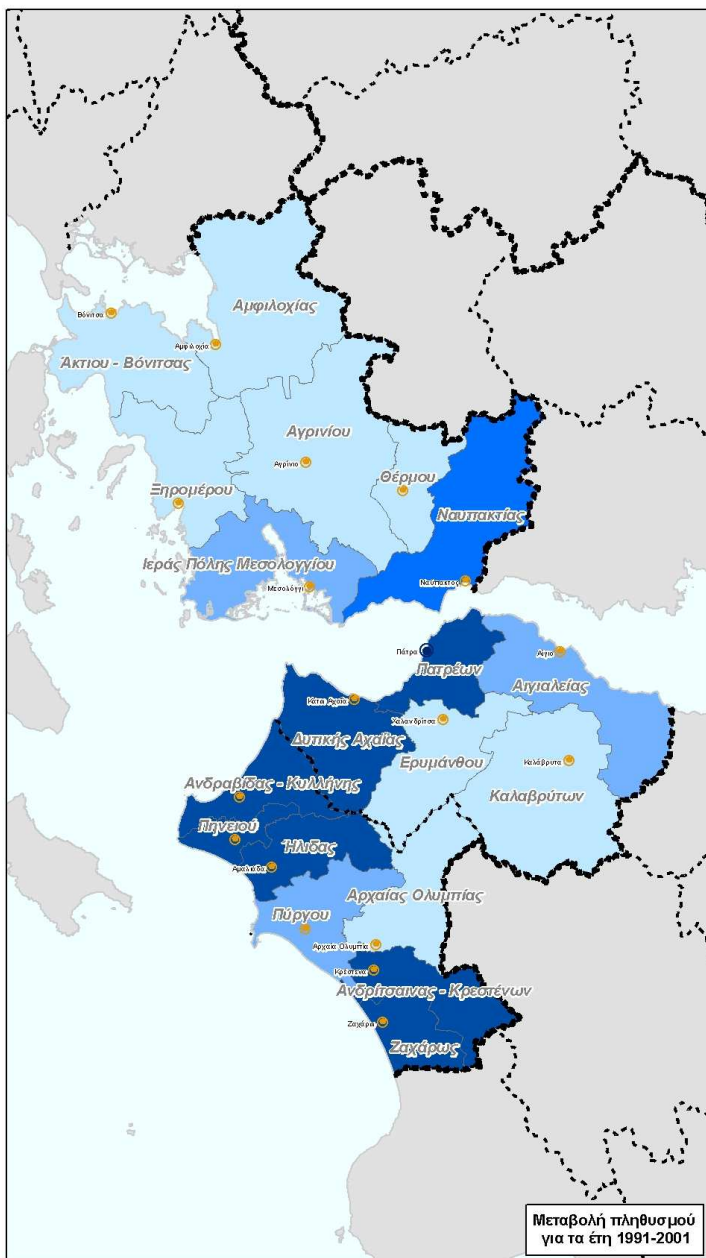 Αμφιλοχίας
Βόνιτσα
Αμφιλοχία
Άκτιου - Βόνιτσας
Αγρινίου
Αγρίνιο
Θέρμου
Ξηρομέρου
Ναυπακτίας
Ιεράς Πόλης Μεσολογγίου
Ναύπακτος
Μεσολόγγι
Πάτρα
Αίγιο
Πατρέων
Αιγιαλείας
Κάτω Αχαΐα
Χαλανδρίτσα
Δυτικής Αχαΐας
Ερυμάνθου
Καλάβρυτα
Ανδραβίδας - Κυλλήνης
Καλαβρύτων
Πηνειού
Ήλιδας
Αμαλιάδα
Αρχαίας Ολυμπίας
Πύργου
Αρχαία Ολυμπία
Κρέστενα
Ανδρίτσαινας - Κρεστένων
Ζαχάρω
Ζαχάρως
Μεταβολή πληθυσμού
για τα έτη 1991-2001